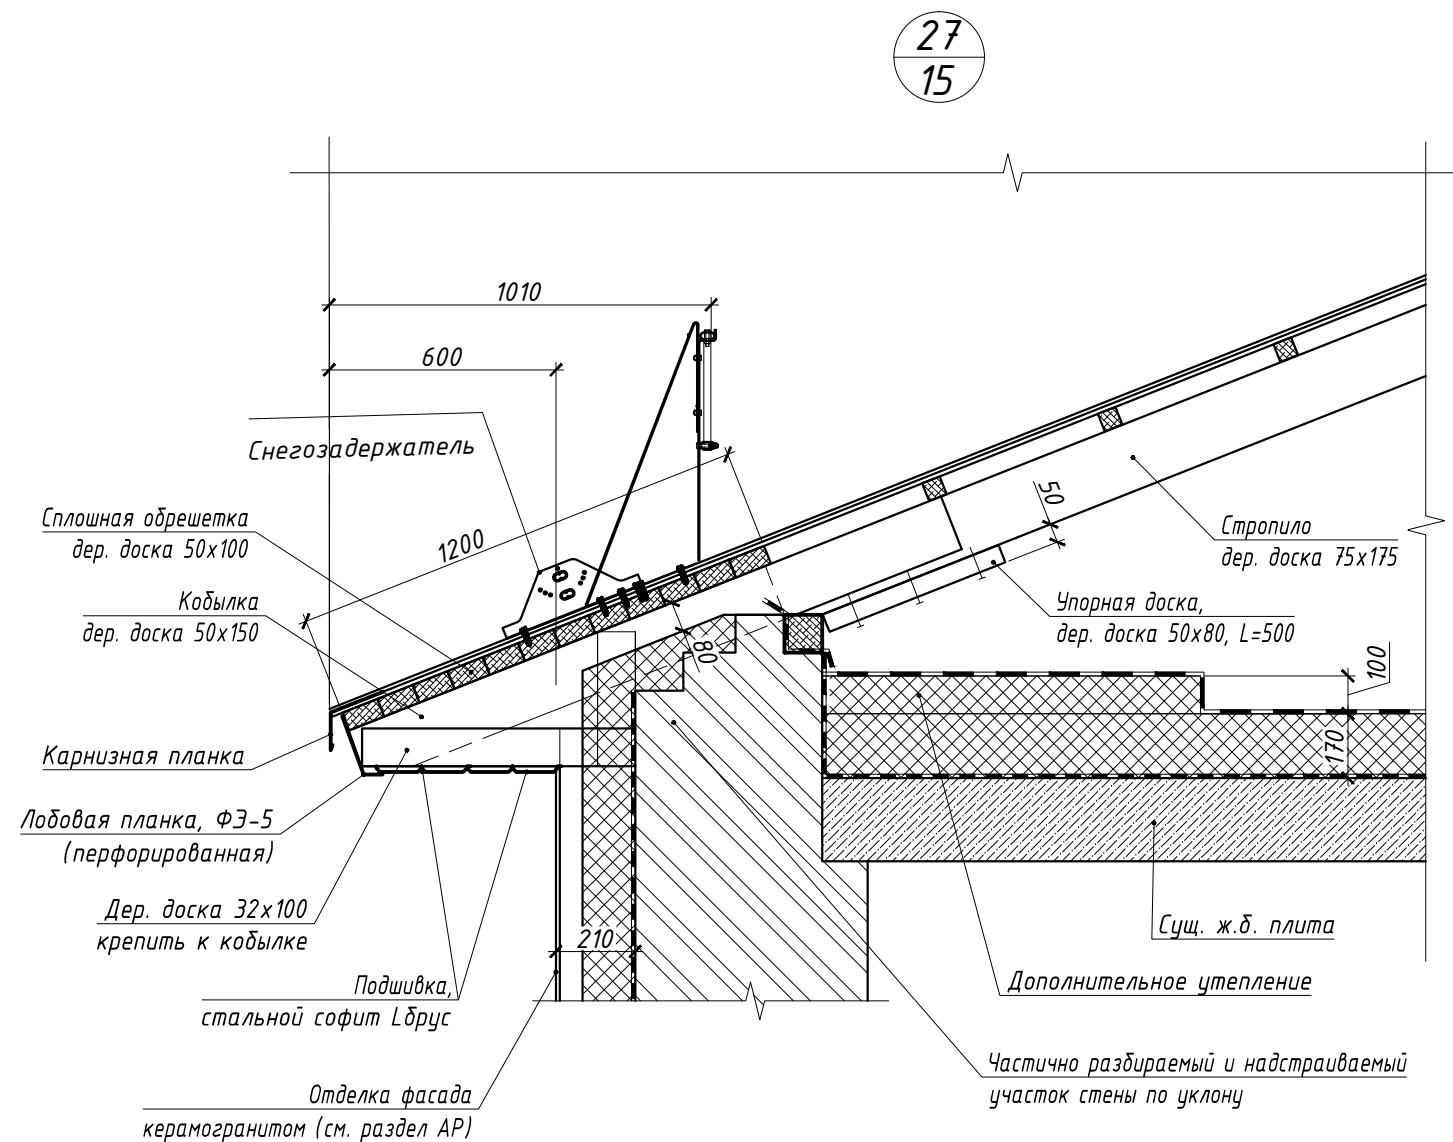 27
15
1010
600
Снегозадержатель
1200
50
Сплошная обрешетка
дер. доска 50х100
Стропило
дер. доска 75х175
Кобылка
дер. доска 50х150
Упорная доска,
дер. доска 50х80, L=500
80
100
170
Карнизная планка
Лобовая планка, ФЭ-5
(перфорированная)
Дер. доска 32х100
крепить к кобылке
210
Сущ. ж.б. плита
Дополнительное утепление
Подшивка,
стальной софит Lбрус
Частично разбираемый и надстраиваемый
участок стены по уклону
Отделка фасада
керамогранитом (см. раздел АР)